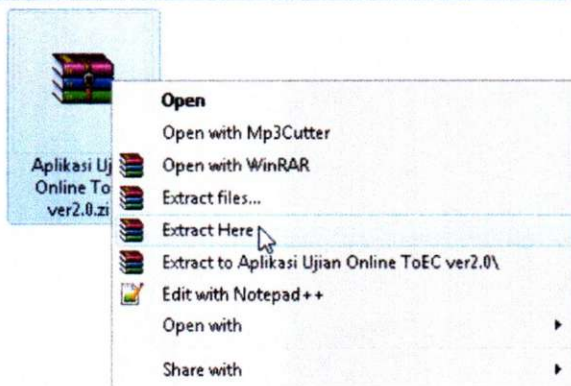 Open
Open with Mp3Cutter
Aplikasi Uj
Open with WinRAR
Online To
Extract files...
ver2.0.zi
Extract Here
Extract to Aplikasi Ujian Online ToEC ver2.0\
Edit with Notepad++
Open with
Share with